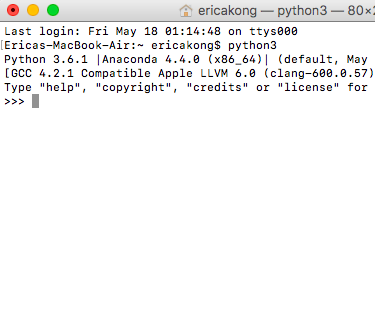 ericakong — python3 — 80×2
Last login: Fri May 18 01:14:48 on ttys000
[Ericas-MacBook-Air:~ ericakong$ python3
Python 3.6.1 |Anaconda 4.4.0 (x86_64)| (default, May
[GCC 4.2.1 Compatible Apple LLVM 6.0 (clang-600.0.57)
Type "help", "copyright", "credits" or "license" for
>>>